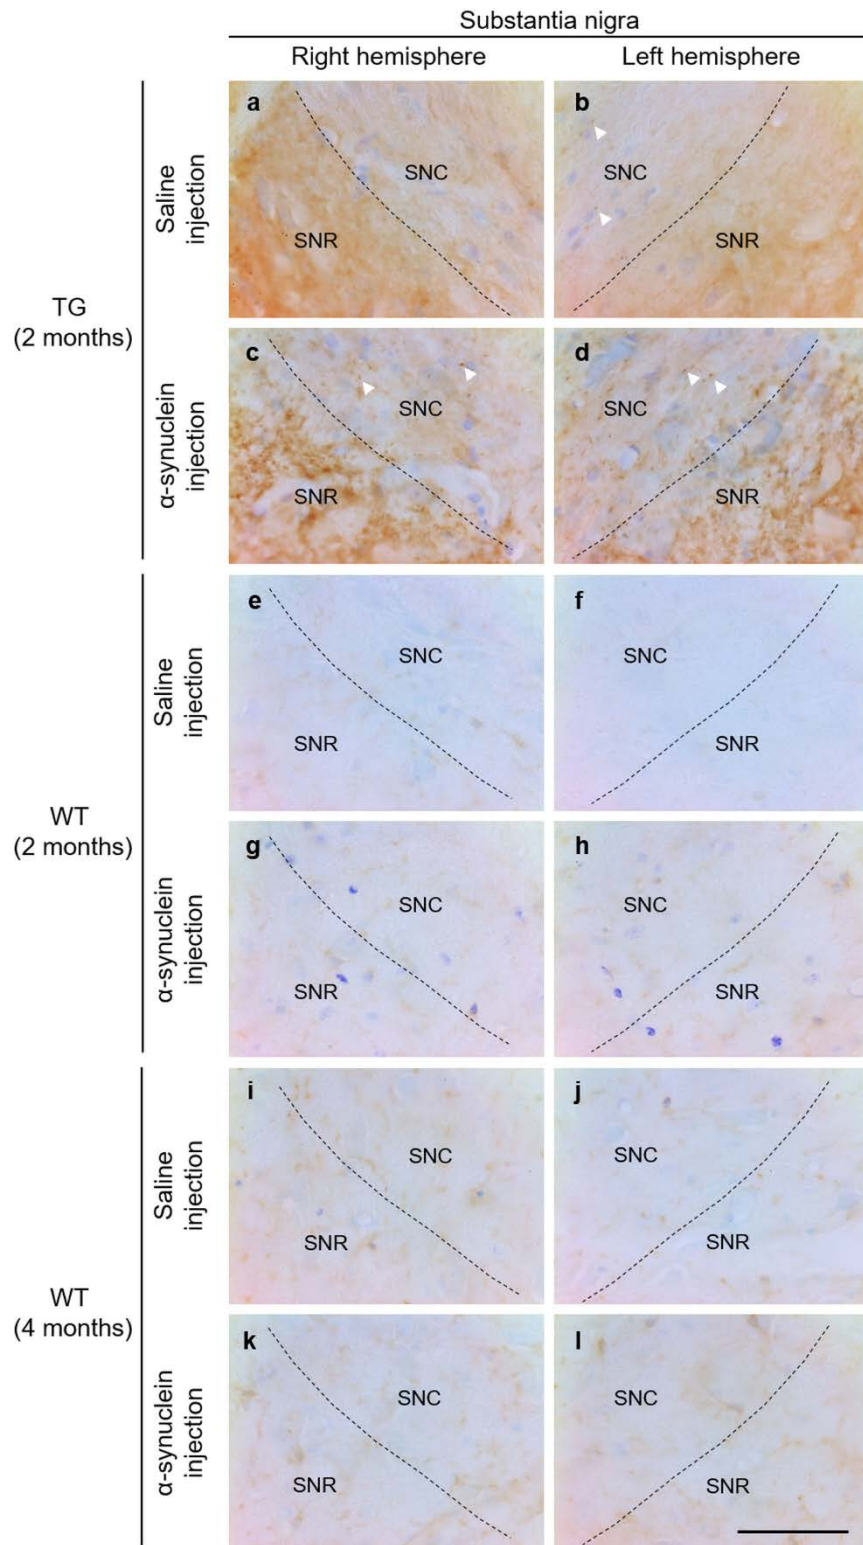 Substantia nigra
Right hemisphere
Left hemisphere
TG
(2 months)
Saline
injection
a
SNC
SNR
b
SNC
SNR
α-synuclein
injection
c
SNC
SNR
d
SNC
SNR
WT
(2 months)
Saline
injection
e
SNC
SNR
f
SNC
SNR
α-synuclein
injection
g
SNC
SNR
h
SNC
SNR
WT
(4 months)
Saline
injection
i
SNC
SNR
j
SNC
SNR
α-synuclein
injection
k
SNC
SNR
l
SNC
SNR